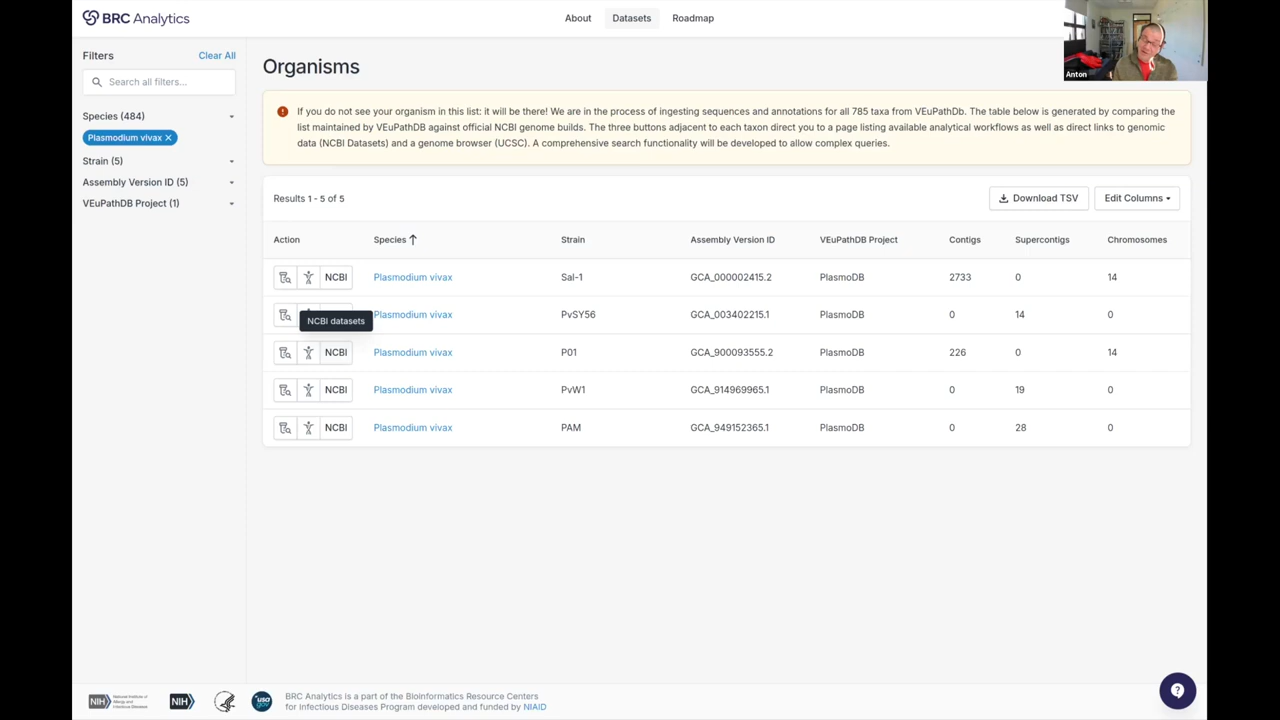 BRC Analytics
About
Datasets
Roadmap
Anton
Filters
Clear All
Search all filters...
Species (484)
Plasmodium vivax
Strain (5)
Assembly Version ID (5)
VEuPathDB Project (1)
Organisms
If you do not see your organism in this list: it will be there! We are in the process of ingesting sequences and annotations for all 785 taxa from VEuPathDb. The table below is generated by comparing the
list maintained by VEuPathDB against official NCBI genome builds. The three buttons adjacent to each taxon direct you to a page listing available analytical workflows as well as direct links to genomic
data (NCBI Datasets) and a genome browser (UCSC). A comprehensive search functionality will be developed to allow complex queries.
Results 1 - 5 of 5
Download TSV
Edit Columns
Action Species Strain Assembly Version ID VEuPathDB Project Contigs Supercontigs Chromosomes
NCBI Plasmodium vivax Sal-1 GCA_000002415.2 PlasmoDB 2733 0 14
Plasmodium vivax PvSY56 GCA_003402215.1 PlasmoDB 0 14 0
NCBI datasets
NCBI Plasmodium vivax P01 GCA_900093555.2 PlasmoDB 226 0 14
NCBI Plasmodium vivax PvW1 GCA_914969965.1 PlasmoDB 0 19 0
NCBI Plasmodium vivax PAM GCA_949152365.1 PlasmoDB 0 28 0
NIH National Institute of
Allergy and
Infectious Diseases
NIH
USA
gov
BRC Analytics is a part of the Bioinformatics Resource Centers
for Infectious Diseases Program developed and funded by NIAID